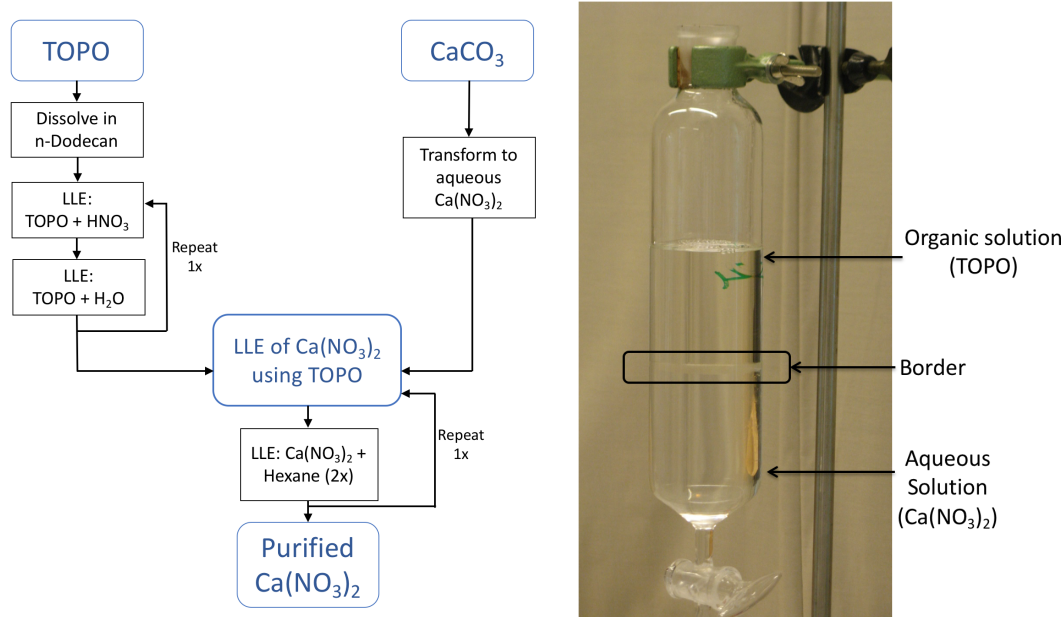 TOPO
CaCO₃
Dissolve in
n-Dodecan
LLE:
TOPO + HNO₃
Repeat
1x
LLE:
TOPO + H₂O
Transform to
aqueous
Ca(NO₃)₂
LLE of Ca(NO₃)₂
using TOPO
LLE: Ca(NO₃)₂ +
Hexane (2x)
Repeat
1x
Purified
Ca(NO₃)₂
Organic solution
(TOPO)
Border
Aqueous
Solution
(Ca(NO₃)₂)